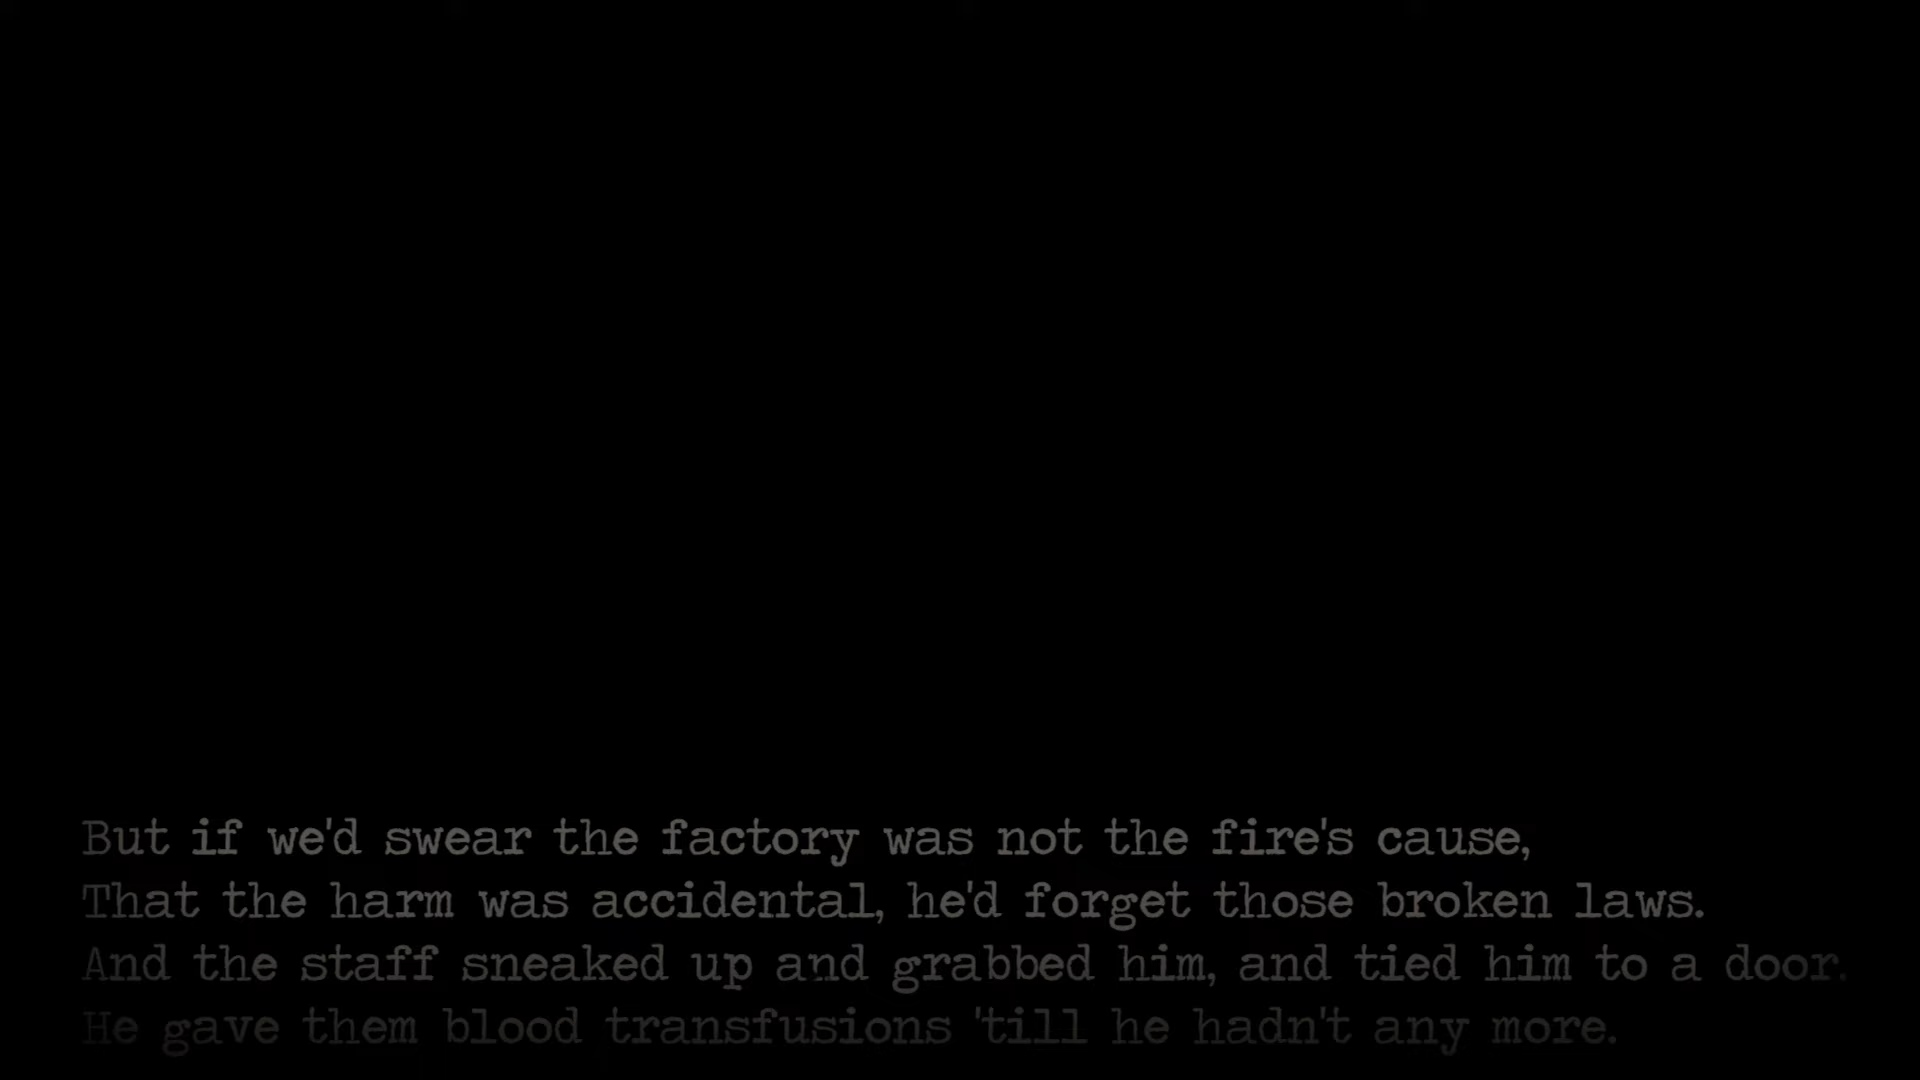 But if we'd swear the factory was not the fire's cause,
That the harm was accidental, he'd forget those broken laws.
And the staff sneaked up and grabbed him, and tied him to a door.
He gave them blood transfusions 'till he hadn't any more.